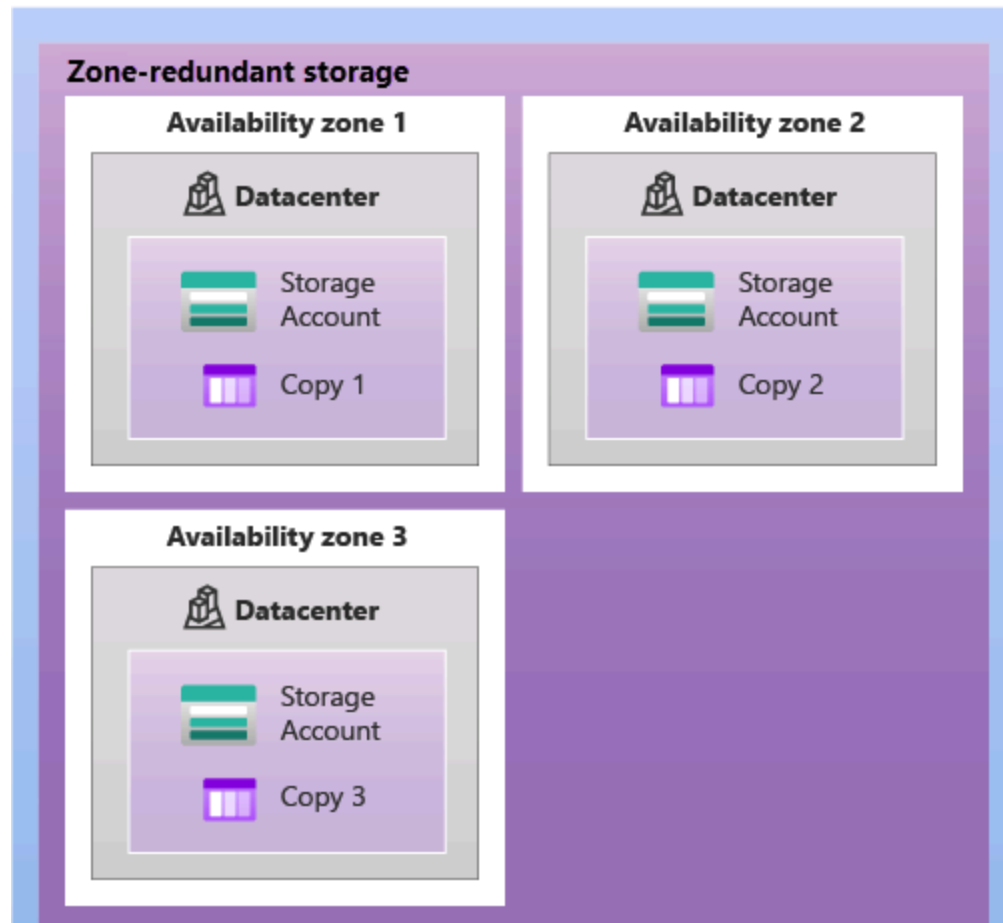 Zone-redundant storage
Availability zone 1
Datacenter
Storage
Account
Copy 1
Availability zone 2
Datacenter
Storage
Account
Copy 2
Availability zone 3
Datacenter
Storage
Account
Copy 3